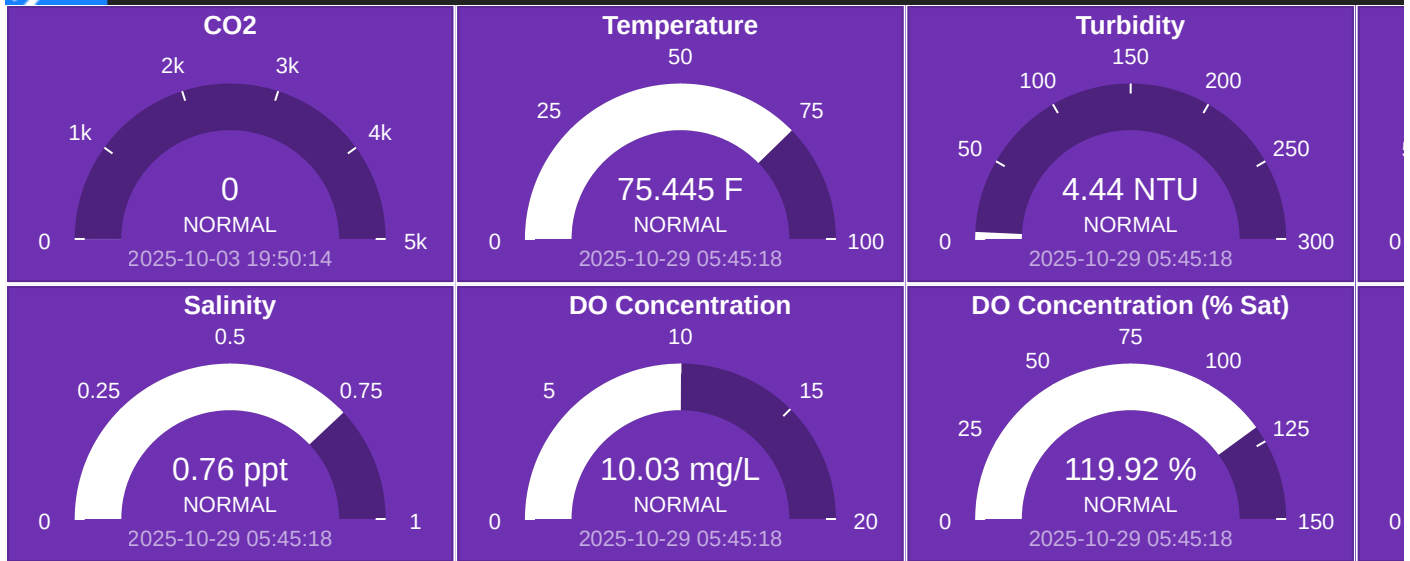 CO2
0
1k
2k
3k
4k
5k
0
NORMAL
2025-10-03 19:50:14
Temperature
0
25
50
75
100
75.445 F
NORMAL
2025-10-29 05:45:18
Turbidity
0
50
100
150
200
250
300
4.44 NTU
NORMAL
2025-10-29 05:45:18
0
Salinity
0
0.25
0.5
0.75
1
0.76 ppt
NORMAL
2025-10-29 05:45:18
DO Concentration
0
5
10
15
20
10.03 mg/L
NORMAL
2025-10-29 05:45:18
DO Concentration (% Sat)
0
25
50
75
100
125
150
119.92 %
NORMAL
2025-10-29 05:45:18
0